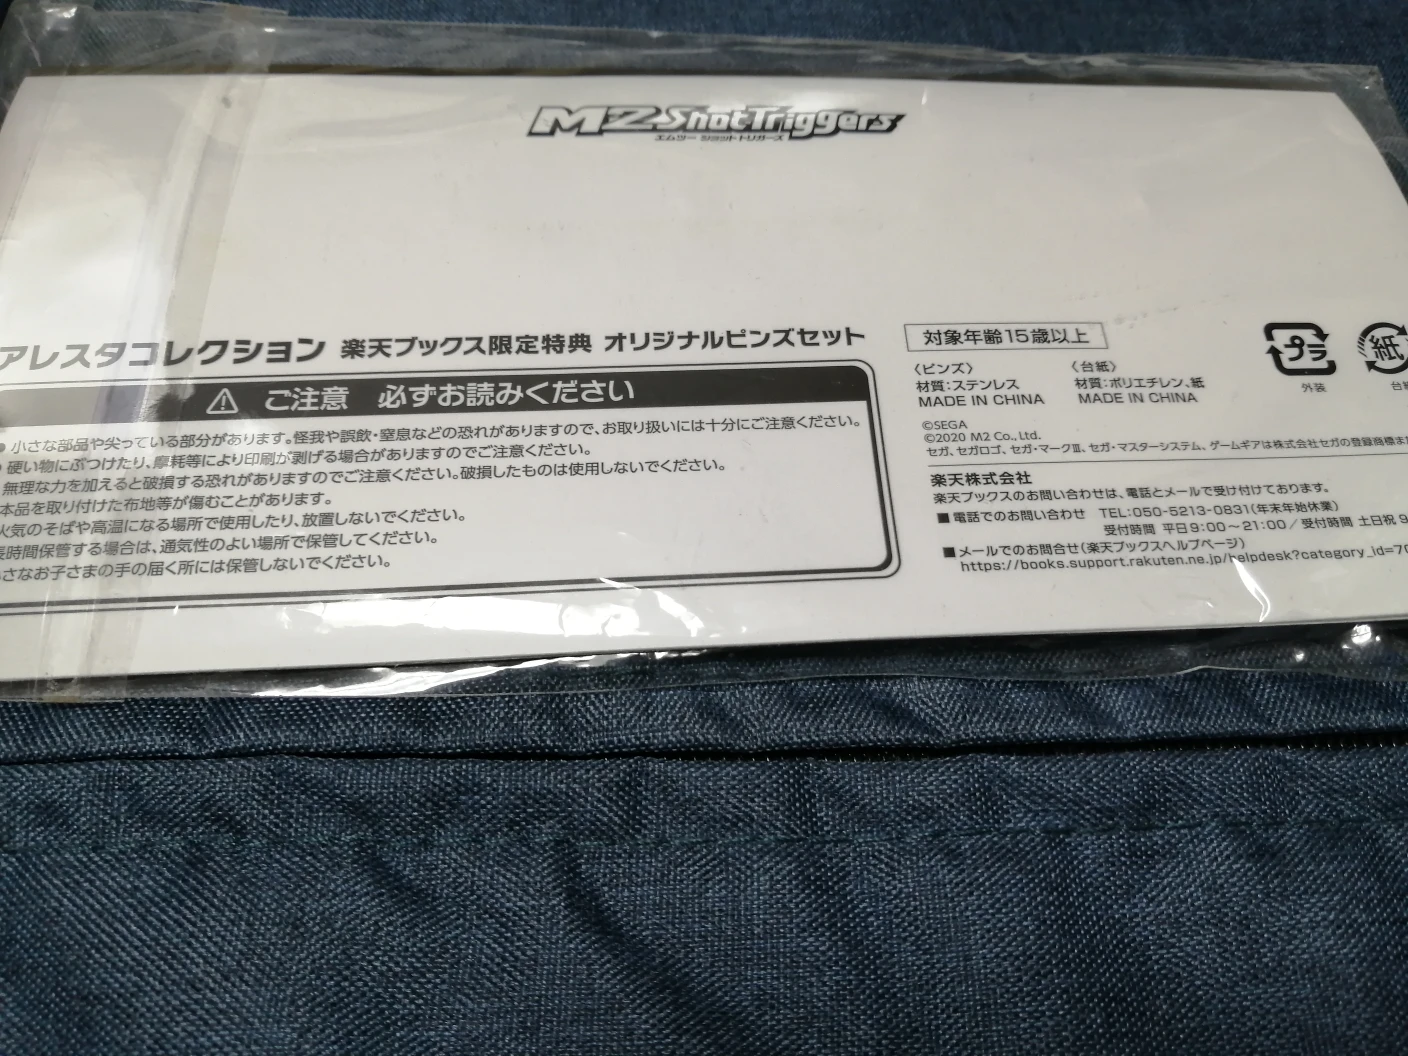 M2 ShotTriggers
エムツー ショットトリガーズ
アレスタコレクション 楽天ブックス限定特典 オリジナルピンズセット
ご注意 必ずお読みください
● 小さな部品や尖っている部分があります。怪我や誤飲・窒息などの恐れがありますので、お取り扱いには十分にご注意ください。
硬い物にぶつけたり、摩耗等により印刷が剥げる場合がありますのでご注意ください。
無理な力を加えると破損する恐れがありますのでご注意ください。破損したものは使用しないでください。
本品を取り付けた布地等が傷むことがあります。
火気のそばや高温になる場所で使用したり、放置しないでください。
長時間保管する場合は、通気性のよい場所で保管してください。
さなお子さまの手の届く所には保管しないでください。
対象年齢15歳以上
〈ピンズ〉
材質:ステンレス
MADE IN CHINA
〈台紙〉
材質:ポリエチレン、紙
MADE IN CHINA
プラ
外装
紙
台紙
©SEGA
©2020 M2 Co., Ltd.
セガ、セガロゴ、セガ・マークⅢ、セガ・マスターシステム、ゲームギアは株式会社セガの登録商標また
楽天株式会社
楽天ブックスのお問い合わせは、電話とメールで受け付けております。
■ 電話でのお問い合わせ TEL:050-5213-0831(年末年始休業)
受付時間 平日9:00～21:00/受付時間 土日祝9
■ メールでのお問合せ(楽天ブックスヘルプページ)
https://books.support.rakuten.ne.jp/helpdesk?category_id=70